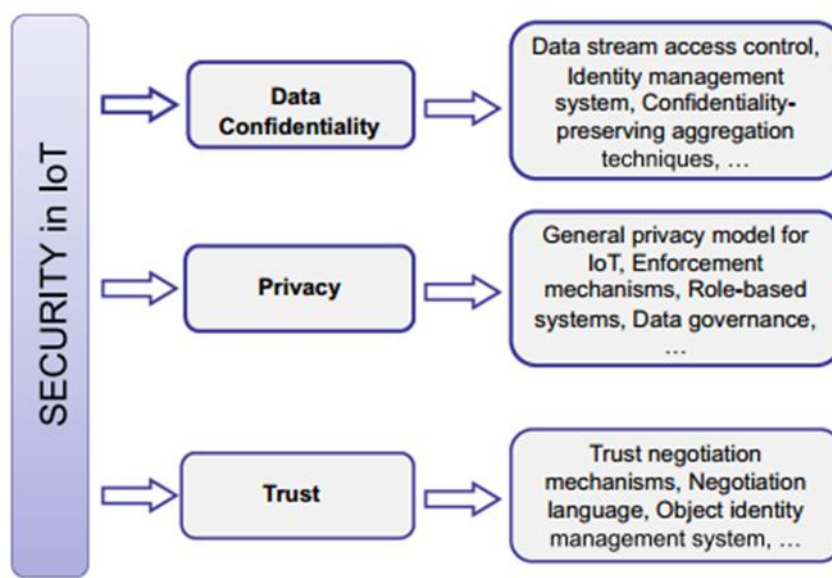 SECURITY in IoT
Data
Confidentiality
Data stream access control,
Identity management
system, Confidentiality-
preserving aggregation
techniques, …
Privacy
General privacy model for
IoT, Enforcement
mechanisms, Role-based
systems, Data governance,
…
Trust
Trust negotiation
mechanisms, Negotiation
language, Object identity
management system, …